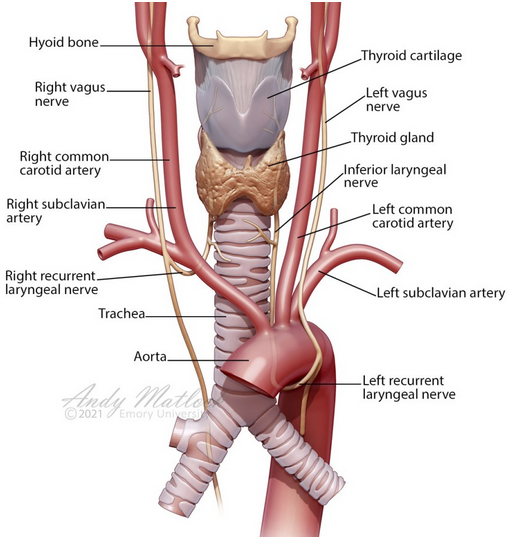 Hyoid bone
Thyroid cartilage
Right vagus
nerve
Left vagus
nerve
Thyroid gland
Right common
carotid artery
Inferior laryngeal
nerve
Right subclavian
artery
Left common
carotid artery
Right recurrent
laryngeal nerve
Left subclavian artery
Trachea
Aorta
Left recurrent
laryngeal nerve
Andy Matlow
©2021 Emory University